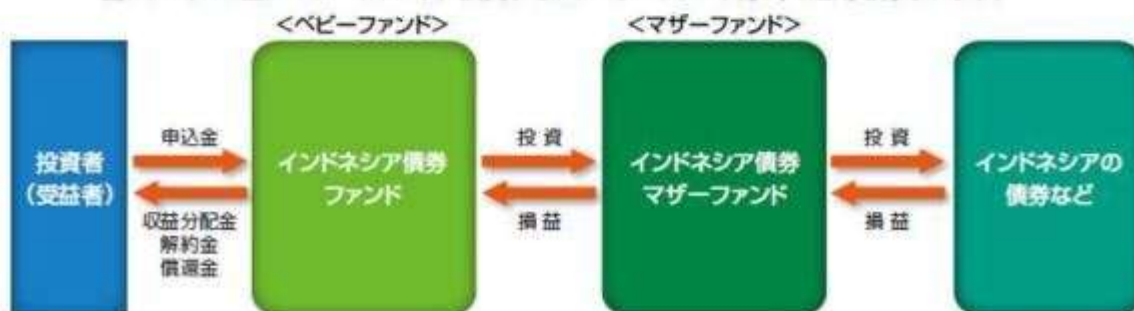 <ベビーファンド>
<マザーファンド>
投資者
(受益者)
申込金
収益分配金
解約金
償還金
インドネシア債券
ファンド
投 資
損 益
インドネシア債券
マザーファンド
投 資
損 益
インドネシアの
債券など